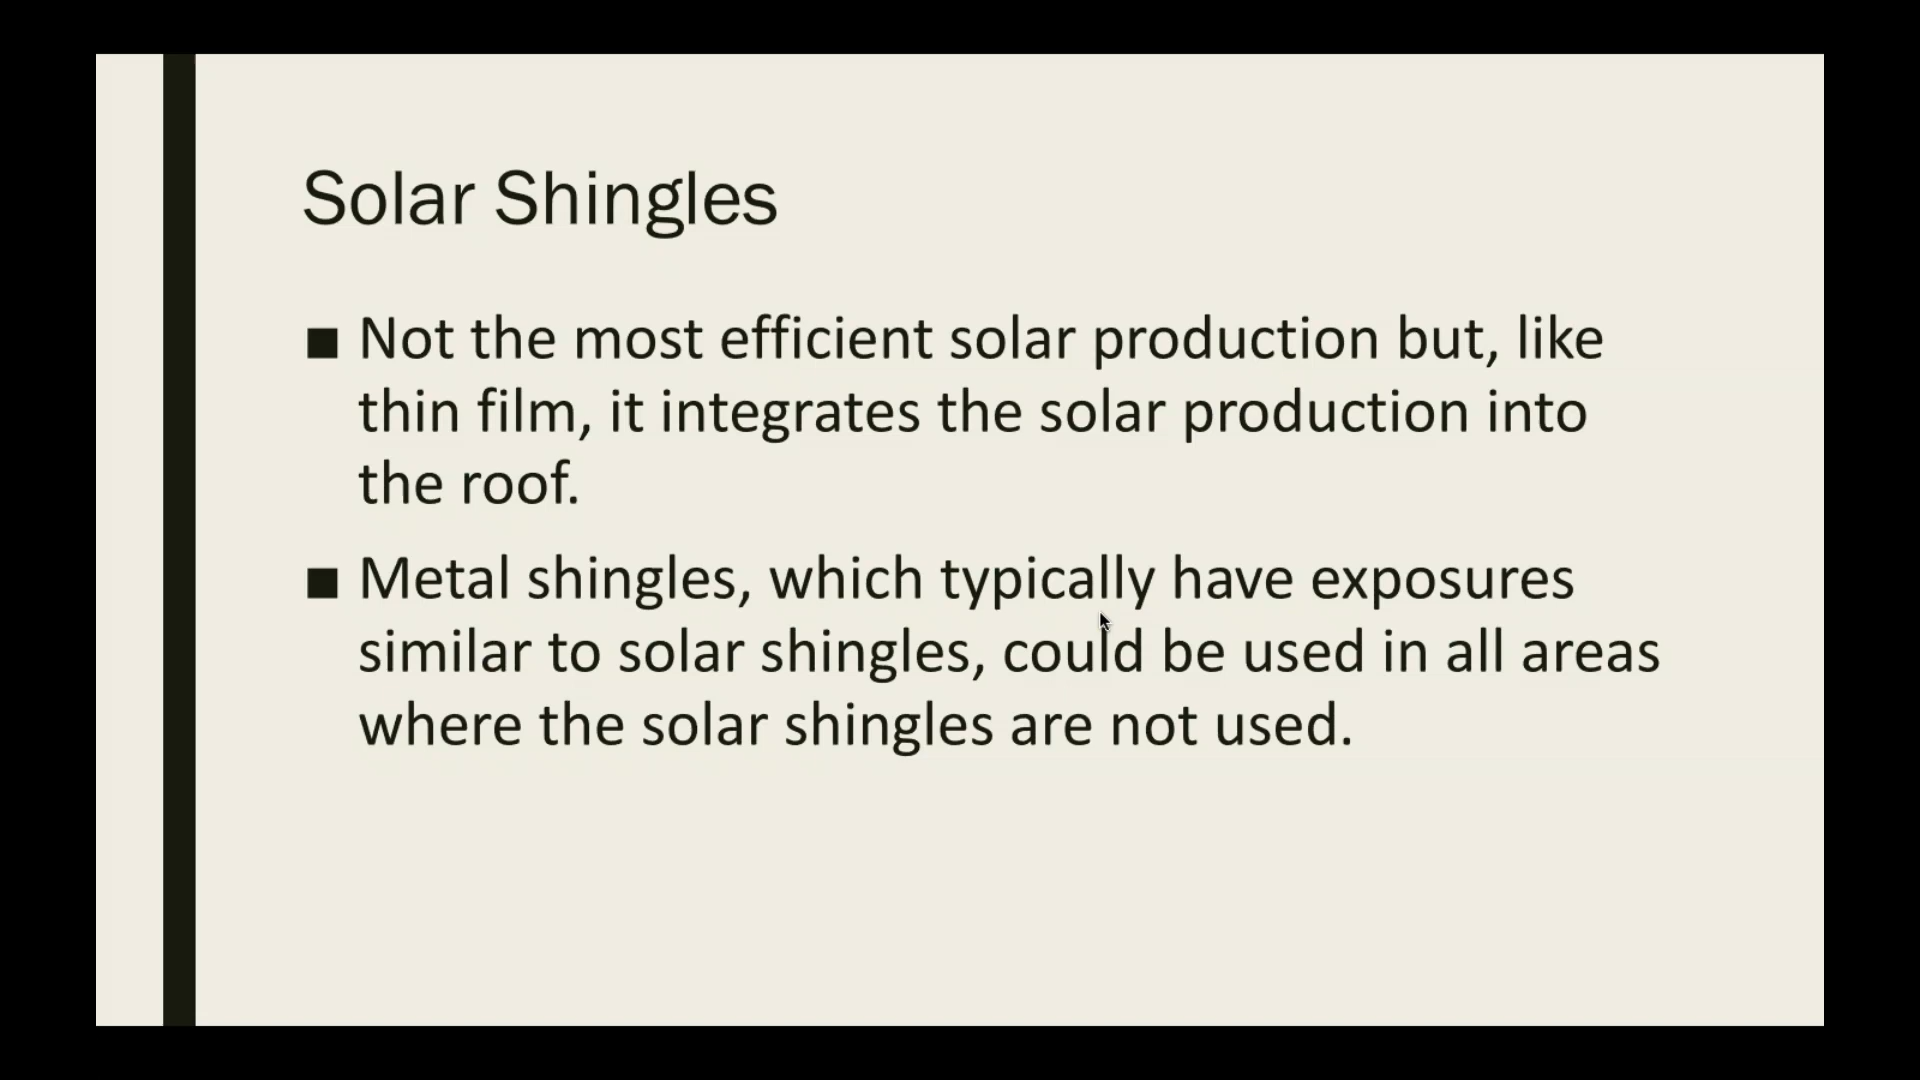 Solar Shingles
■ Not the most efficient solar production but, like
thin film, it integrates the solar production into
the roof.
■ Metal shingles, which typically have exposures
similar to solar shingles, could be used in all areas
where the solar shingles are not used.